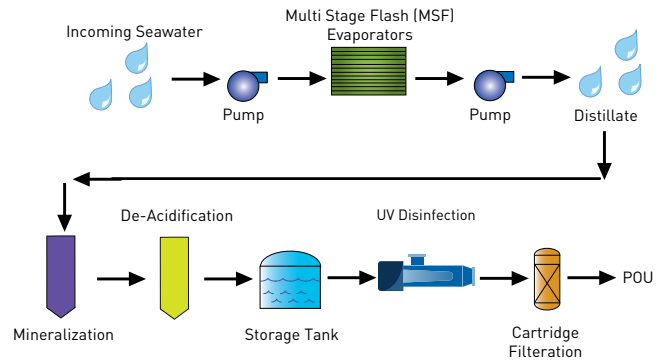 Multi Stage Flash (MSF)
Evaporators
Incoming Seawater
Pump
Pump
Distillate
De-Acidification
UV Disinfection
POU
Mineralization
Storage Tank
Cartridge
Filteration